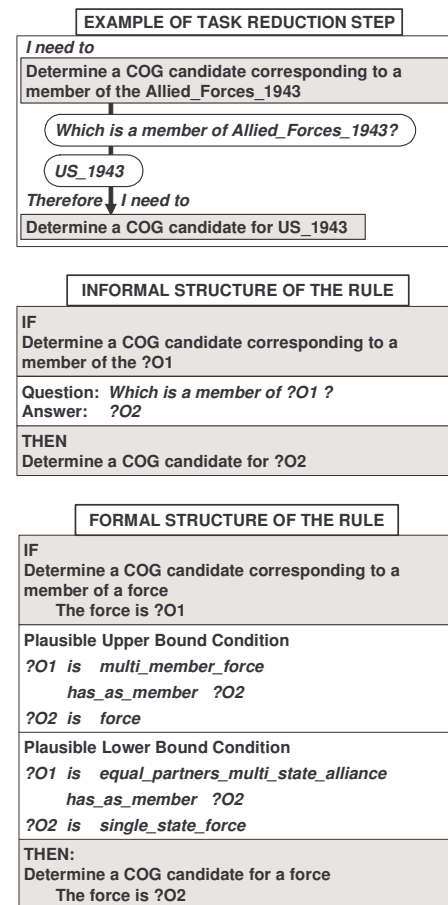 EXAMPLE OF TASK REDUCTION STEP
I need to
Determine a COG candidate corresponding to a
member of the Allied_Forces_1943
Which is a member of Allied_Forces_1943?
US_1943
Therefore I need to
Determine a COG candidate for US_1943
INFORMAL STRUCTURE OF THE RULE
IF
Determine a COG candidate corresponding to a
member of the ?O1
Question: Which is a member of ?O1 ?
Answer: ?O2
THEN
Determine a COG candidate for ?O2
FORMAL STRUCTURE OF THE RULE
IF
Determine a COG candidate corresponding to a
member of a force
The force is ?O1
Plausible Upper Bound Condition
?O1 is multi_member_force
has_as_member ?O2
?O2 is force
Plausible Lower Bound Condition
?O1 is equal_partners_multi_state_alliance
has_as_member ?O2
?O2 is single_state_force
THEN:
Determine a COG candidate for a force
The force is ?O2